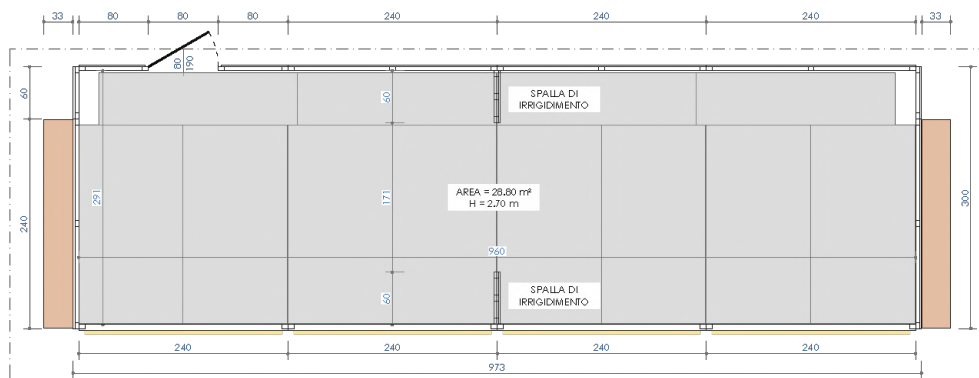 33 80 80 80 240 240 240 33
80
190
60
60
SPALLA DI
IRRIGIDIMENTO
240
291
171
AREA = 28.80 m²
H = 2.70 m
300
960
60
SPALLA DI
IRRIGIDIMENTO
240 240 240 240
973